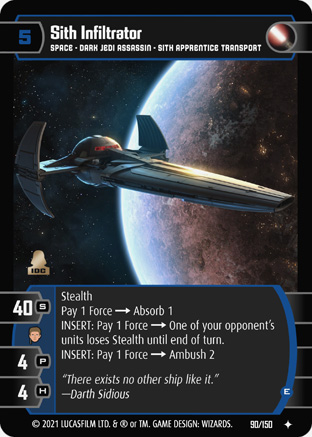 5
Sith Infiltrator
SPACE • DARK JEDI ASSASSIN • SITH APPRENTICE TRANSPORT
IDC
40 S
Stealth
Pay 1 Force → Absorb 1
INSERT: Pay 1 Force → One of your opponent's
units loses Stealth until end of turn.
4 P
INSERT: Pay 1 Force → Ambush 2
4 H
"There exists no other ship like it."
—Darth Sidious
E
© 2021 LUCASFILM LTD. & ® or TM. GAME DESIGN: WIZARDS. 90/150